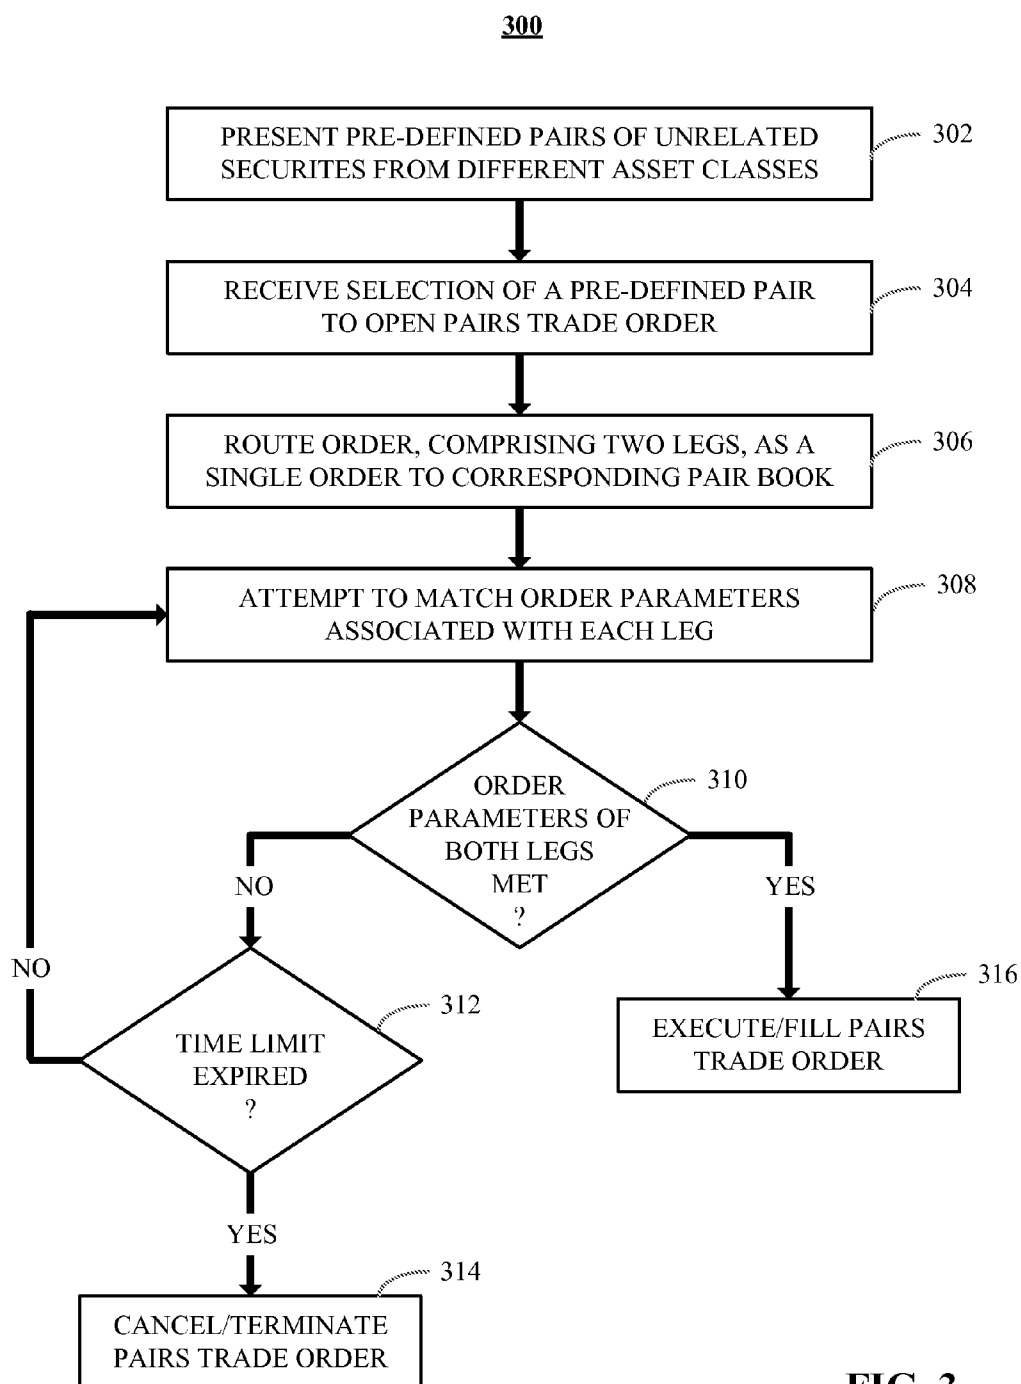 300
PRESENT PRE-DEFINED PAIRS OF UNRELATED
SECURITES FROM DIFFERENT ASSET CLASSES
302
RECEIVE SELECTION OF A PRE-DEFINED PAIR
TO OPEN PAIRS TRADE ORDER
304
ROUTE ORDER, COMPRISING TWO LEGS, AS A
SINGLE ORDER TO CORRESPONDING PAIR BOOK
306
ATTEMPT TO MATCH ORDER PARAMETERS
ASSOCIATED WITH EACH LEG
308
ORDER
PARAMETERS OF
BOTH LEGS
MET
?
310
NO
YES
NO
TIME LIMIT
EXPIRED
?
312
EXECUTE/FILL PAIRS
TRADE ORDER
316
YES
CANCEL/TERMINATE
PAIRS TRADE ORDER
314
FIG. 3